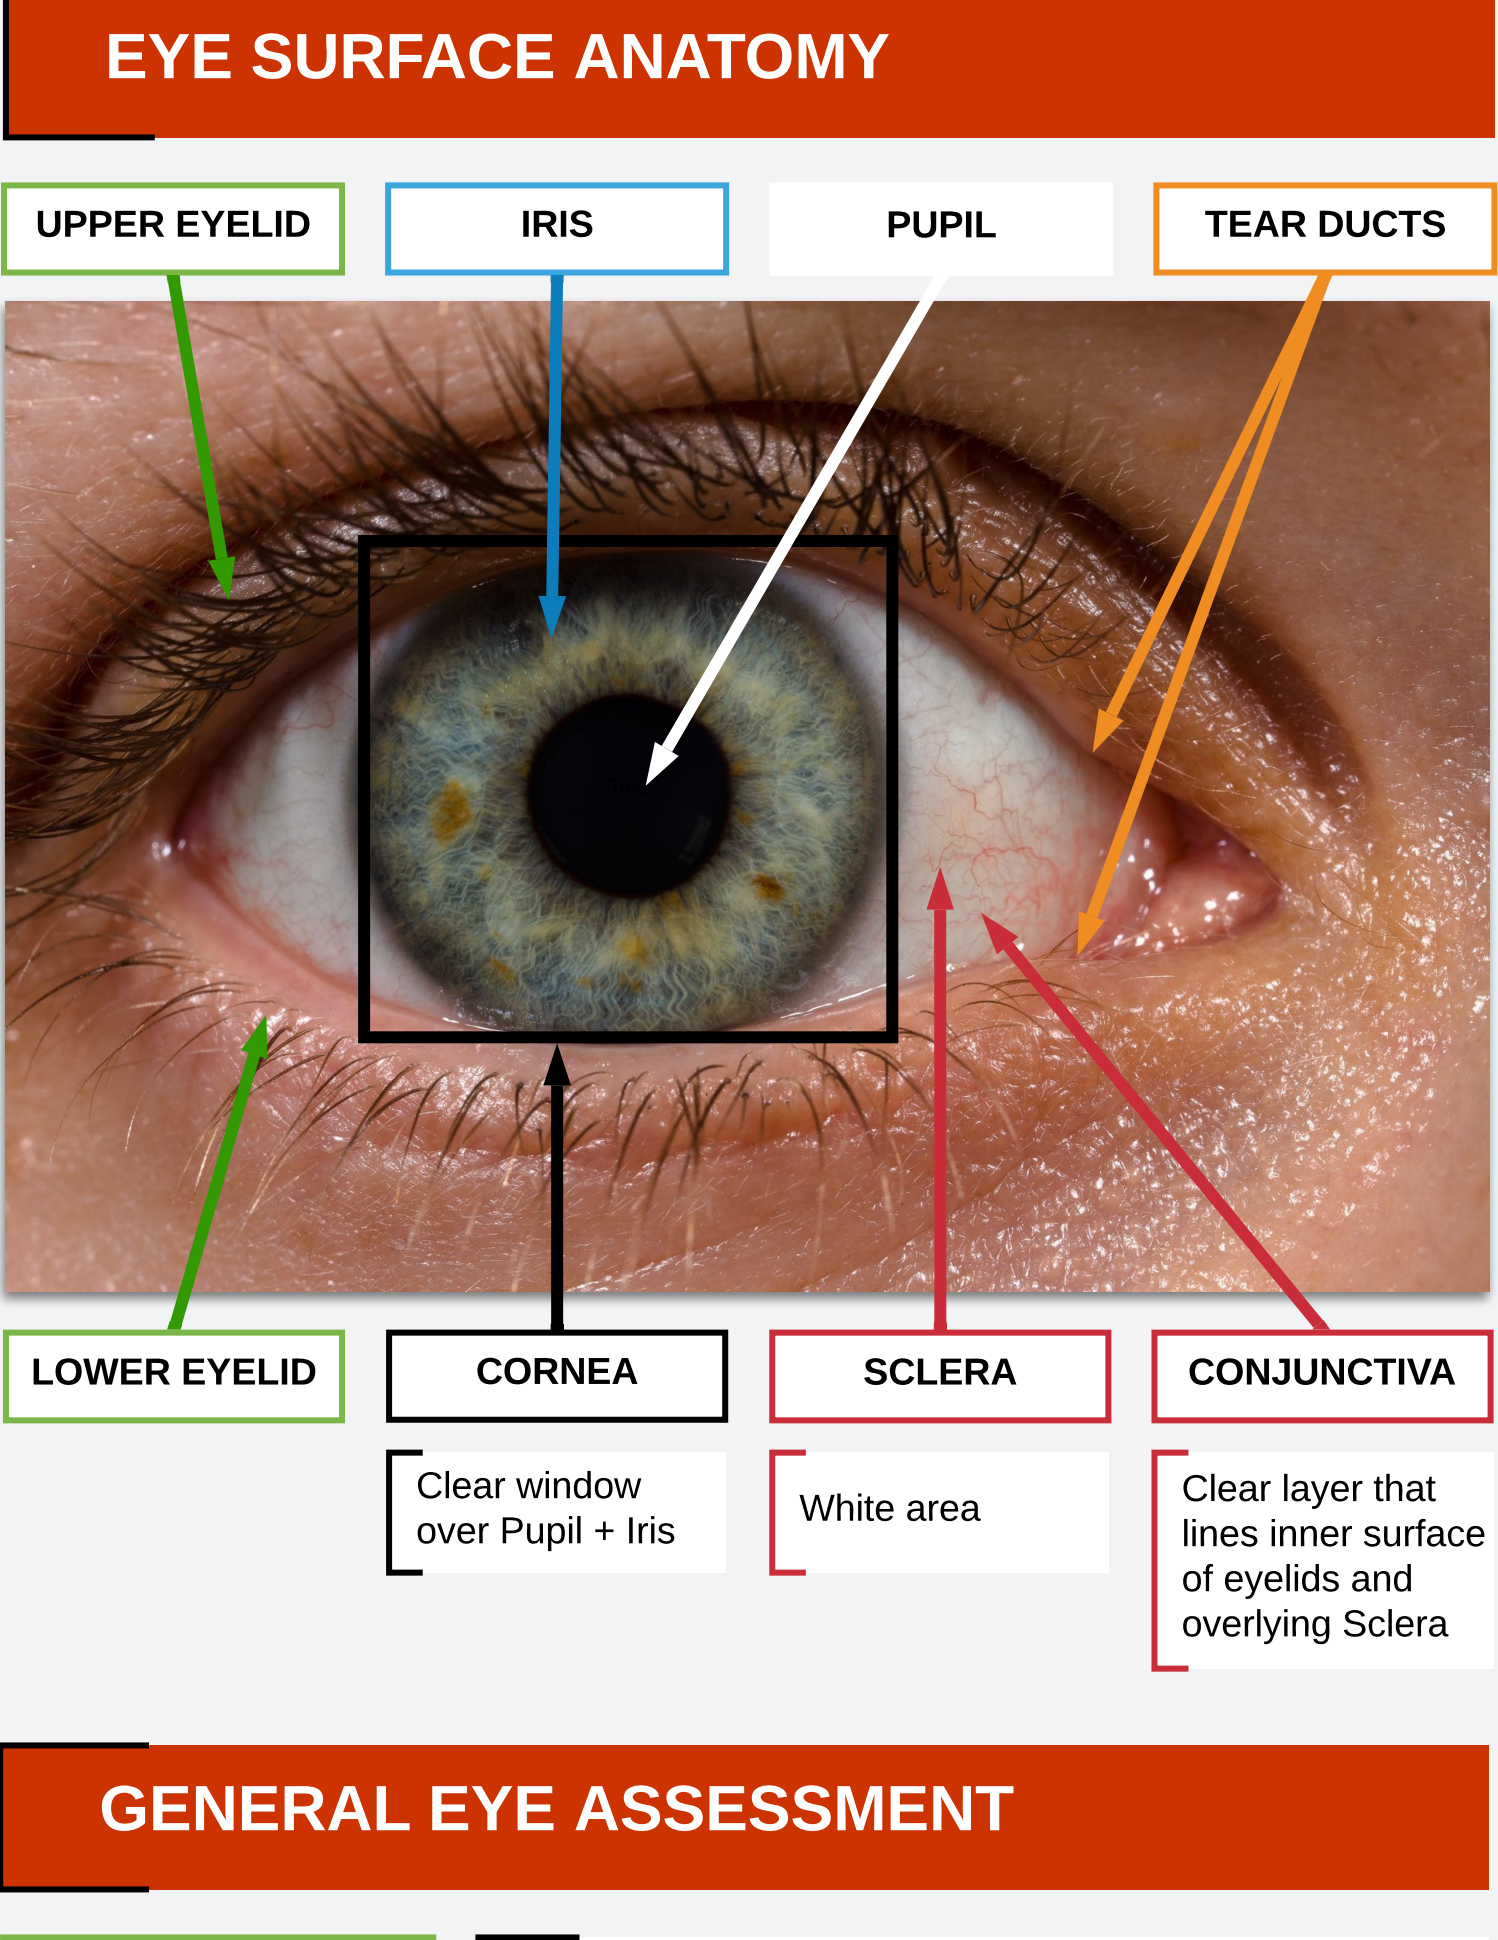 EYE SURFACE ANATOMY
UPPER EYELID
IRIS
PUPIL
TEAR DUCTS
LOWER EYELID
CORNEA
SCLERA
CONJUNCTIVA
Clear window
over Pupil + Iris
White area
Clear layer that
lines inner surface
of eyelids and
overlying Sclera
GENERAL EYE ASSESSMENT